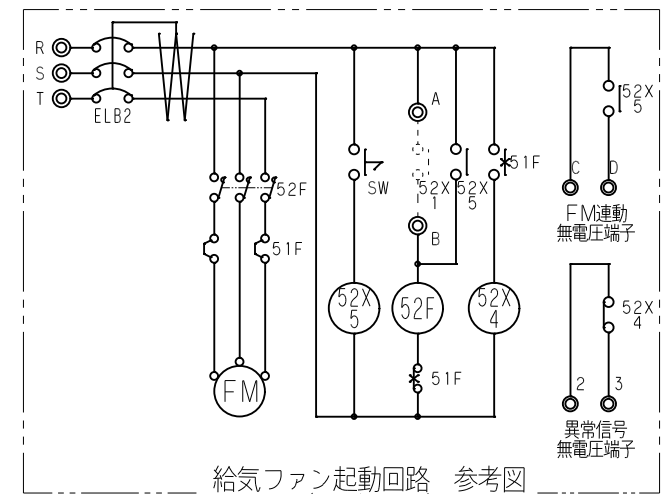 R
S
T
ELB2
A
SW
52X
1
52X
5
51F
52F
51F
B
52X
5
52F
52X
4
51F
FM
52X
5
C
D
FM連動
無電圧端子
52X
4
2
3
異常信号
無電圧端子
給気ファン起動回路 参考図